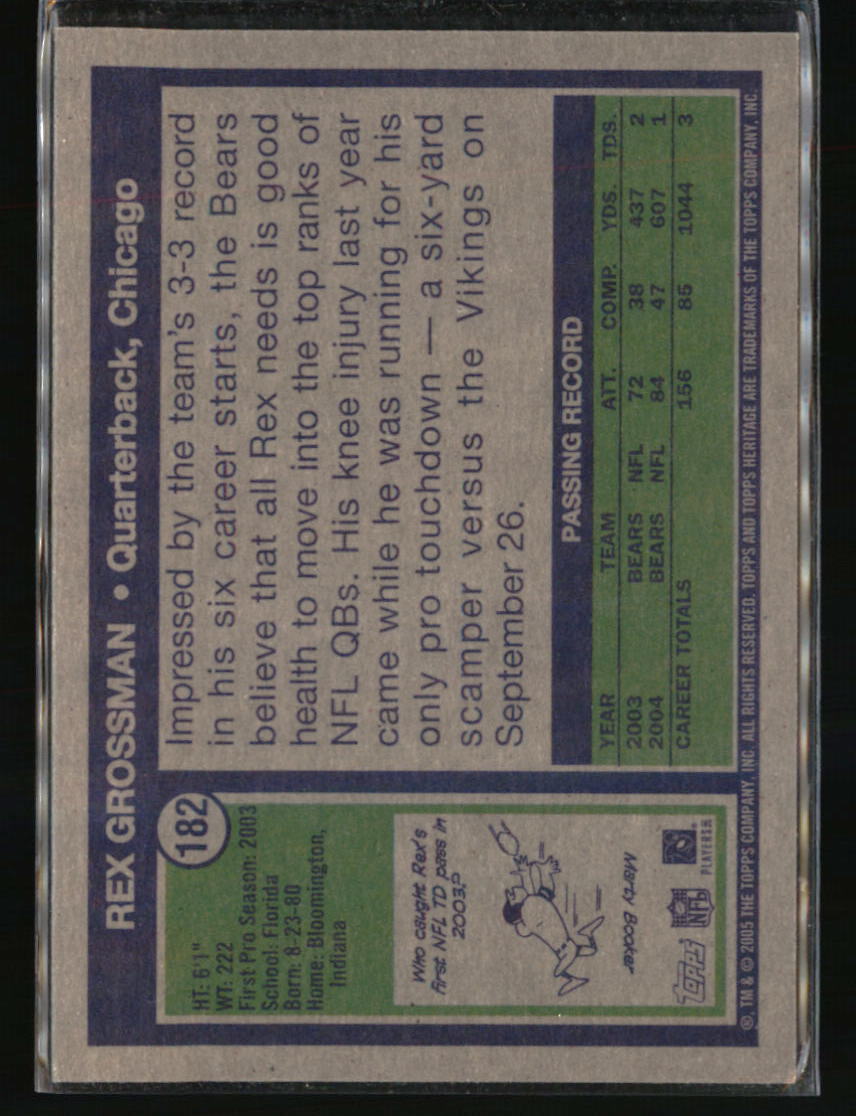 REX GROSSMAN • Quarterback, Chicago
182
HT: 6'1"
WT: 222
First Pro Season: 2003
School: Florida
Born: 8-23-80
Home: Bloomington,
Indiana
Who caught Rex's
first NFL TD pass in
2003?
Marty Booker
TOPPS
NFL
PLAYERS
Impressed by the team's 3-3 record
in his six career starts, the Bears
believe that all Rex needs is good
health to move into the top ranks of
NFL QBs. His knee injury last year
came while he was running for his
only pro touchdown — a six-yard
scamper versus the Vikings on
September 26.
PASSING RECORD
YEAR TEAM ATT. COMP. YDS. TDS.
2003 BEARS NFL 72 38 437 2
2004 BEARS NFL 84 47 607 1
CAREER TOTALS 156 85 1044 3
®, TM & © 2005 THE TOPPS COMPANY, INC. ALL RIGHTS RESERVED. TOPPS AND TOPPS HERITAGE ARE TRADEMARKS OF THE TOPPS COMPANY, INC.